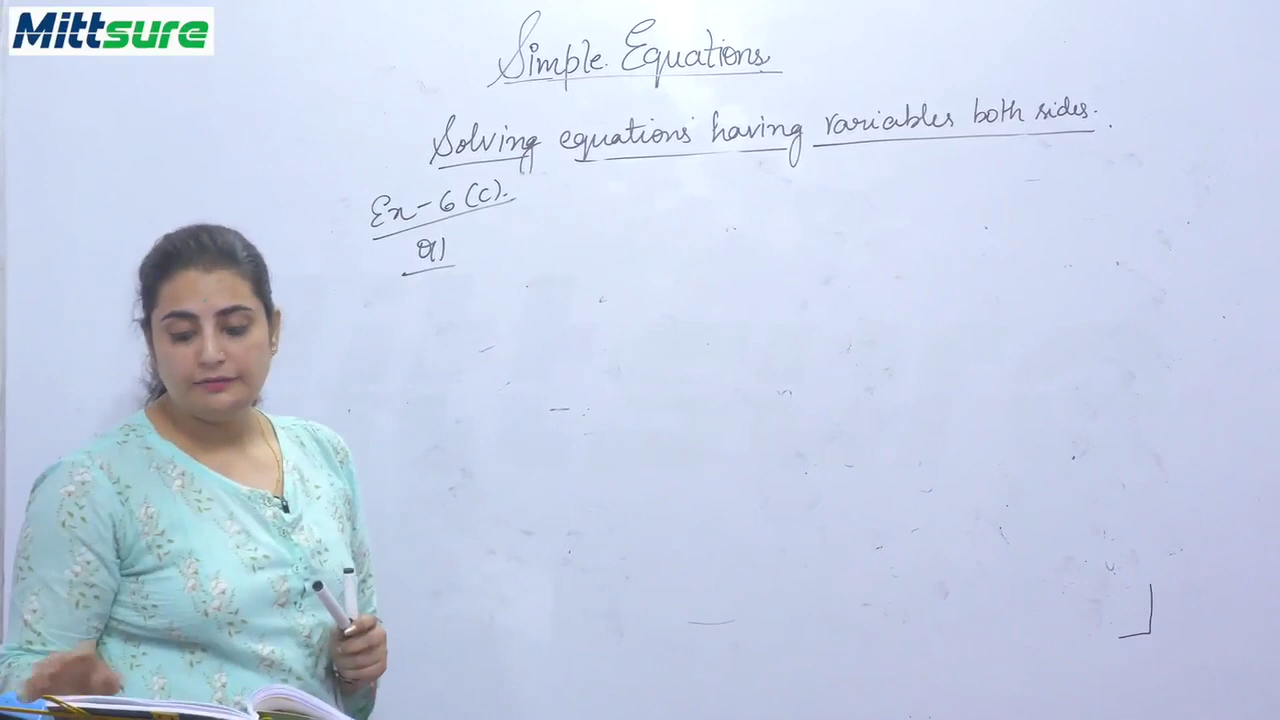 Mittsure
Simple Equations
Solving equations having variables both sides.
Ex-6(c).
Q1